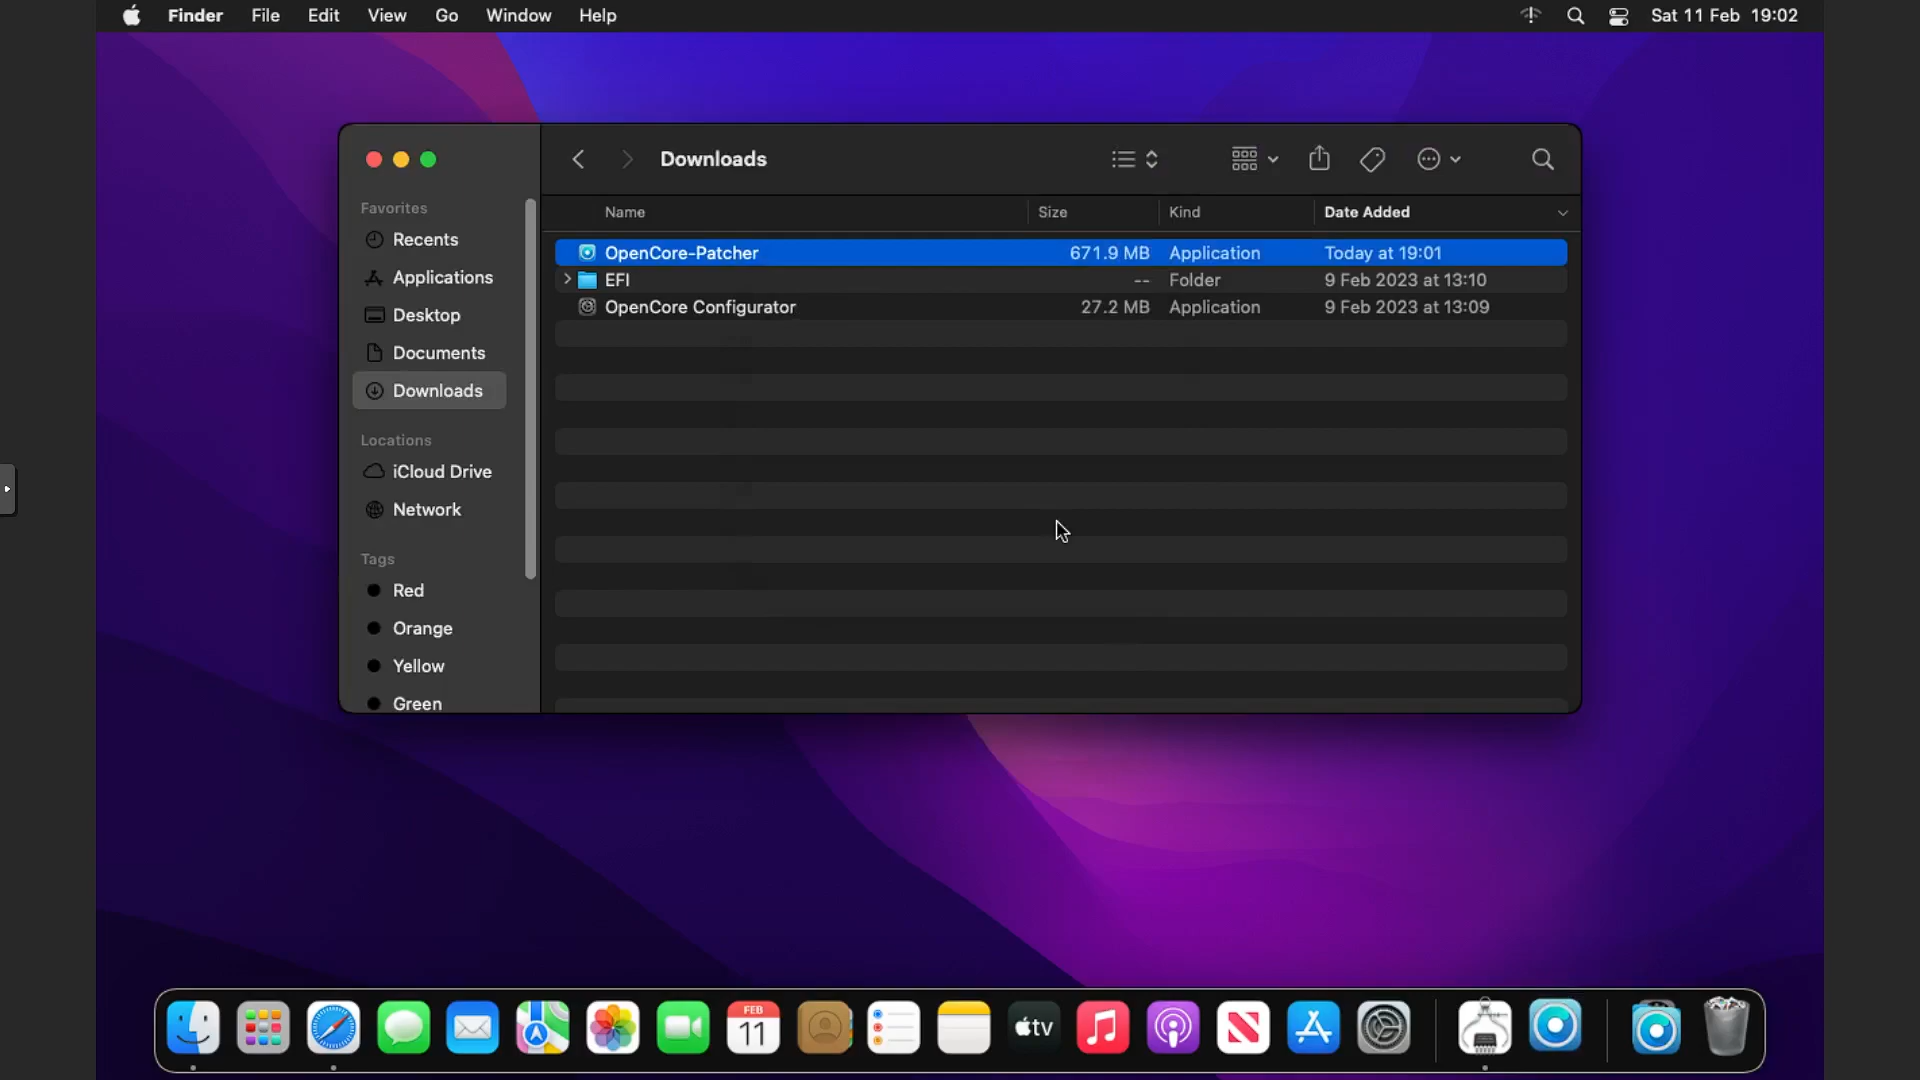 Finder File Edit View Go Window Help Sat 11 Feb 19:02
Downloads
Favorites
Recents
Applications
Desktop
Documents
Downloads
Locations
iCloud Drive
Network
Tags
Red
Orange
Yellow
Green
Name Size Kind Date Added
OpenCore-Patcher 671.9 MB Application Today at 19:01
EFI -- Folder 9 Feb 2023 at 13:10
OpenCore Configurator 27.2 MB Application 9 Feb 2023 at 13:09
FEB
11
tv